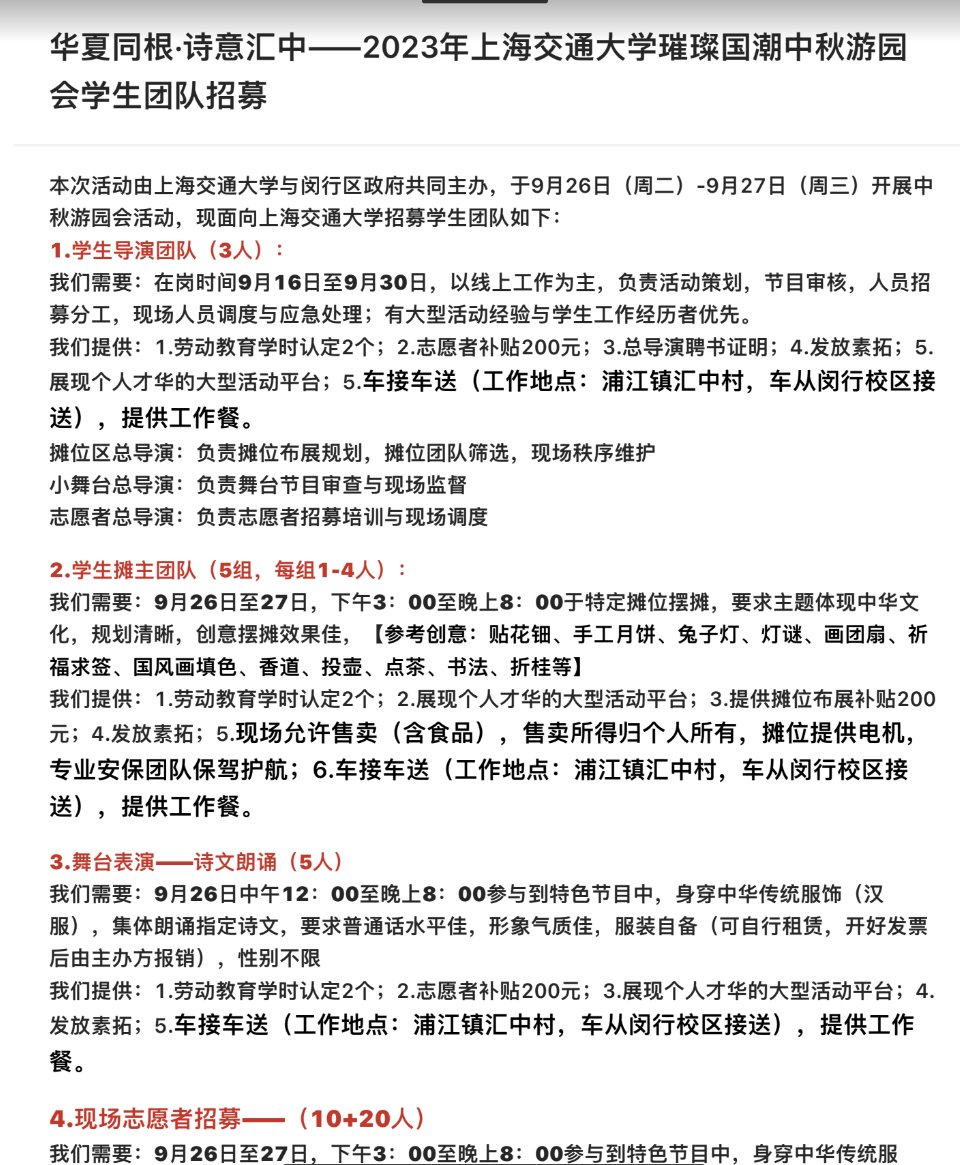 华夏同根·诗意汇中——2023年上海交通大学璀璨国潮中秋游园
会学生团队招募
本次活动由上海交通大学与闵行区政府共同主办，于9月26日（周二）-9月27日（周三）开展中
秋游园会活动，现面向上海交通大学招募学生团队如下：
1.学生导演团队（3人）：
我们需要：在岗时间9月16日至9月30日，以线上工作为主，负责活动策划，节目审核，人员招
募分工，现场人员调度与应急处理；有大型活动经验与学生工作经历者优先。
我们提供：1.劳动教育学时认定2个；2.志愿者补贴200元；3.总导演聘书证明；4.发放素拓；5.
展现个人才华的大型活动平台；5.车接车送（工作地点：浦江镇汇中村，车从闵行校区接
送），提供工作餐。
摊位区总导演：负责摊位布展规划，摊位团队筛选，现场秩序维护
小舞台总导演：负责舞台节目审查与现场监督
志愿者总导演：负责志愿者招募培训与现场调度
2.学生摊主团队（5组，每组1-4人）：
我们需要：9月26日至27日，下午3：00至晚上8：00于特定摊位摆摊，要求主题体现中华文
化，规划清晰，创意摆摊效果佳，【参考创意：贴花钿、手工月饼、兔子灯、灯谜、画团扇、祈
福求签、国风画填色、香道、投壶、点茶、书法、折桂等】
我们提供：1.劳动教育学时认定2个；2.展现个人才华的大型活动平台；3.提供摊位布展补贴200
元；4.发放素拓；5.现场允许售卖（含食品），售卖所得归个人所有，摊位提供电机，
专业安保团队保驾护航；6.车接车送（工作地点：浦江镇汇中村，车从闵行校区接
送），提供工作餐。
3.舞台表演——诗文朗诵（5人）
我们需要：9月26日中午12：00至晚上8：00参与到特色节目中，身穿中华传统服饰（汉
服），集体朗诵指定诗文，要求普通话水平佳，形象气质佳，服装自备（可自行租赁，开好发票
后由主办方报销），性别不限
我们提供：1.劳动教育学时认定2个；2.志愿者补贴200元；3.展现个人才华的大型活动平台；4.
发放素拓；5.车接车送（工作地点：浦江镇汇中村，车从闵行校区接送），提供工作
餐。
4.现场志愿者招募——（10+20人）
我们需要：9月26日至27日，下午3：00至晚上8：00参与到特色节目中，身穿中华传统服